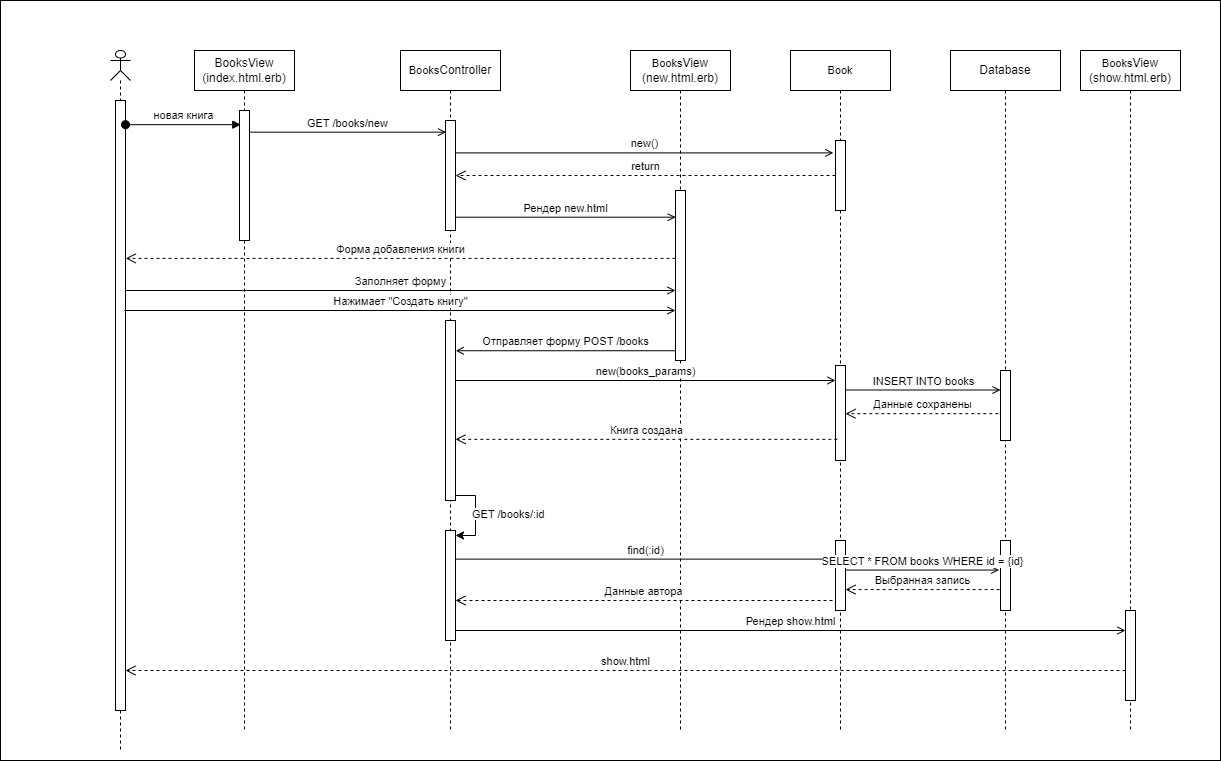 BooksView
(index.html.erb)
BooksController
BooksView
(new.html.erb)
Book
Database
BooksView
(show.html.erb)
новая книга
GET /books/new
new()
return
Рендер new.html
Форма добавления книги
Заполняет форму
Нажимает "Создать книгу"
Отправляет форму POST /books
new(books_params)
INSERT INTO books
Данные сохранены
Книга создана
GET /books/:id
find(:id)
SELECT * FROM books WHERE id = {id}
Выбранная запись
Данные автора
Рендер show.html
show.html